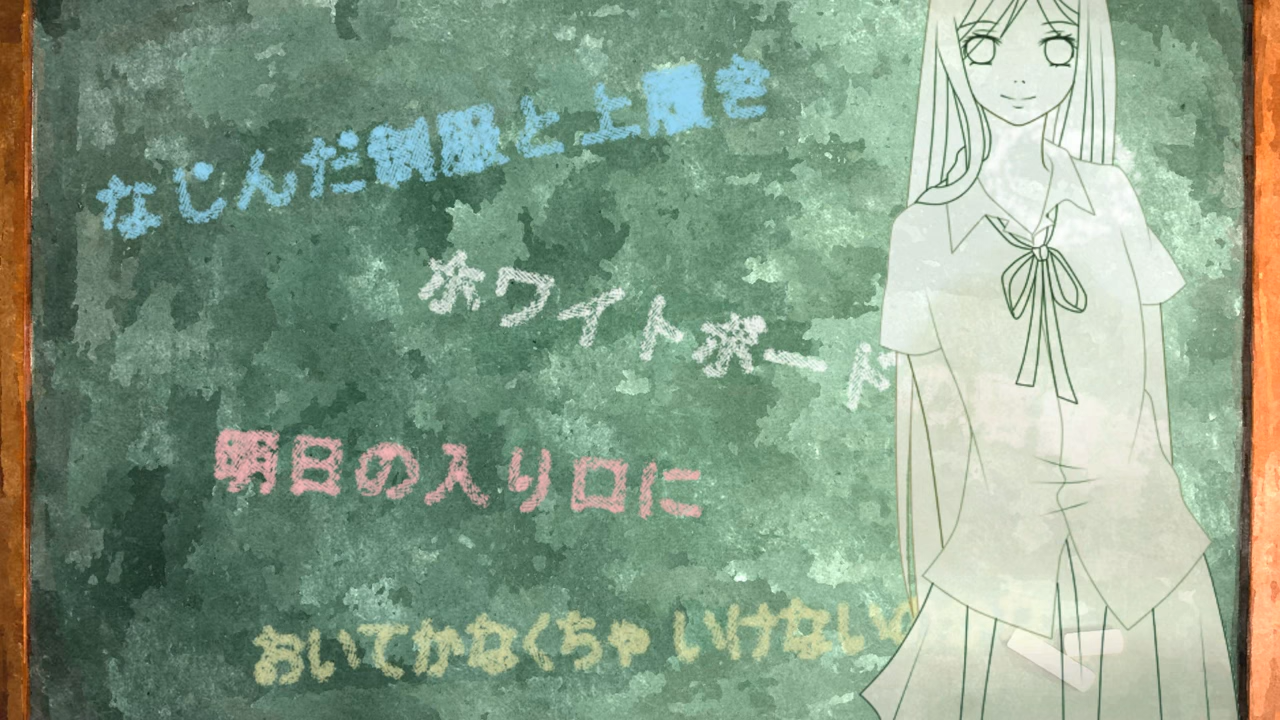 なじんだ制服と上履き
ホワイトボード
明日の入り口に
おいてかなくちゃ いけないの